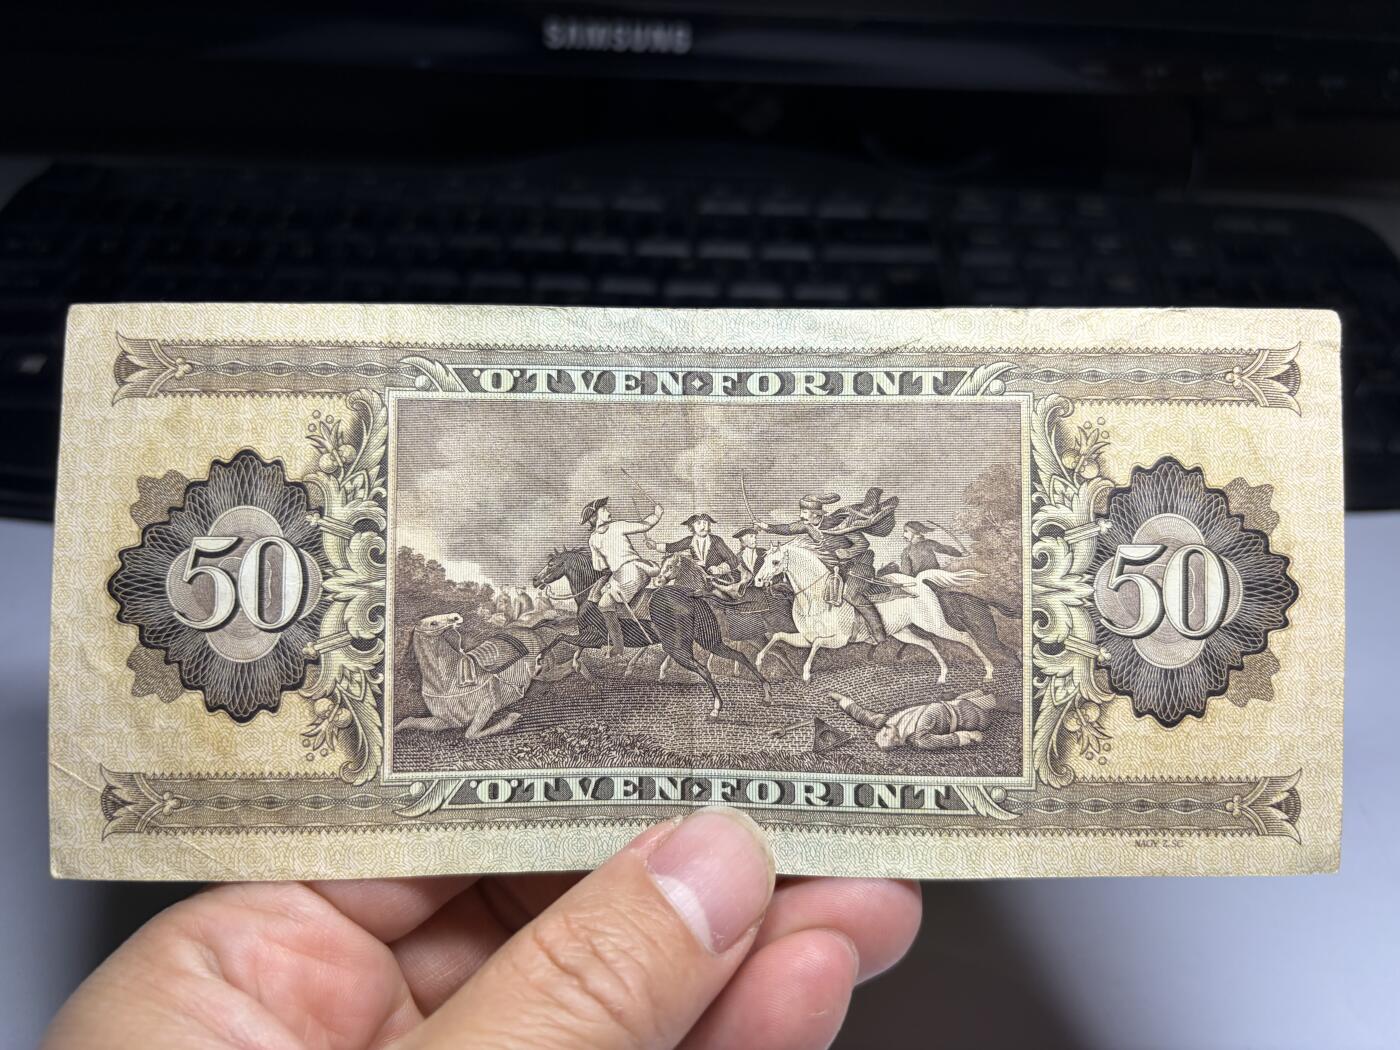 SAMSUNG
ÖTVEN FORINT
50
50
ÖTVEN FORINT
NAGY Z. SC.